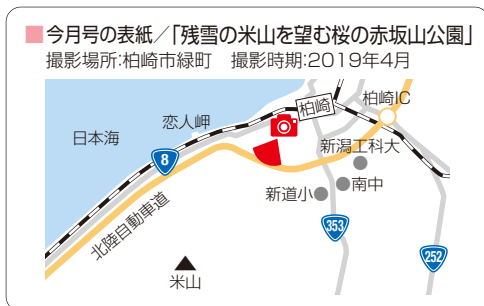 ■今月号の表紙／「残雪の米山を望む桜の赤坂山公園」
撮影場所:柏崎市緑町　撮影時期:2019年4月
柏崎
柏崎IC
恋人岬
日本海
8
新潟工科大
南中
新道小
北陸自動車道
353
252
米山